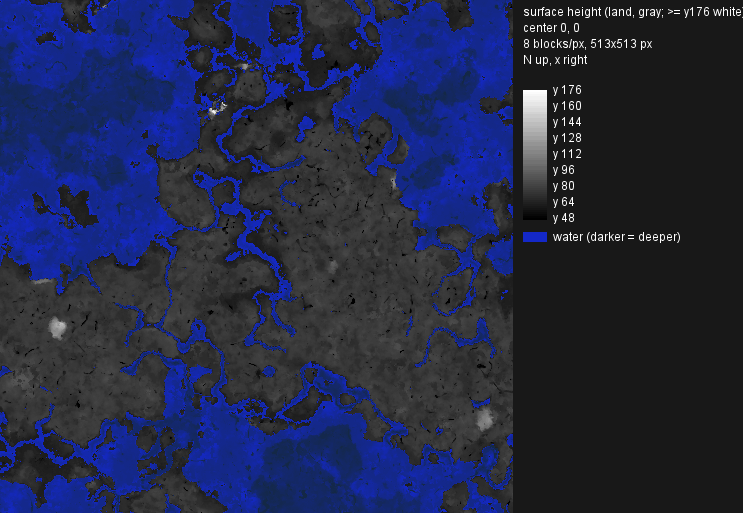 surface height (land, gray; >= y176 white)
center 0, 0
8 blocks/px, 513x513 px
N up, x right
y 176
y 160
y 144
y 128
y 112
y 96
y 80
y 64
y 48
water (darker = deeper)